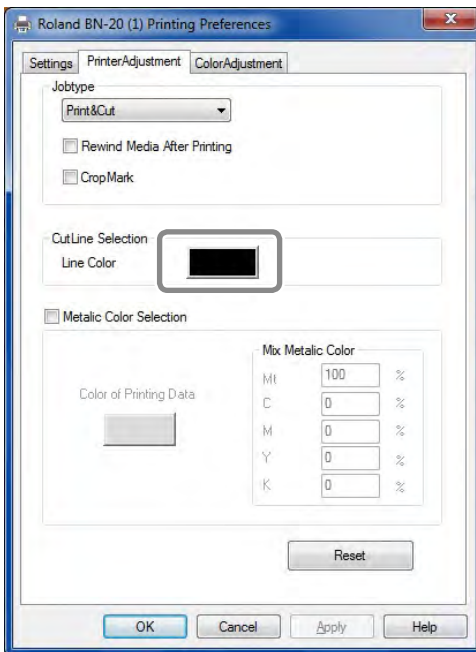 Roland BN-20 (1) Printing Preferences
Settings PrinterAdjustment ColorAdjustment
Jobtype
Print&Cut
Rewind Media After Printing
CropMark
CutLine Selection
Line Color
Metalic Color Selection
Mix Metalic Color
Color of Printing Data
Mt 100 %
C 0 %
M 0 %
Y 0 %
K 0 %
Reset
OK Cancel Apply Help